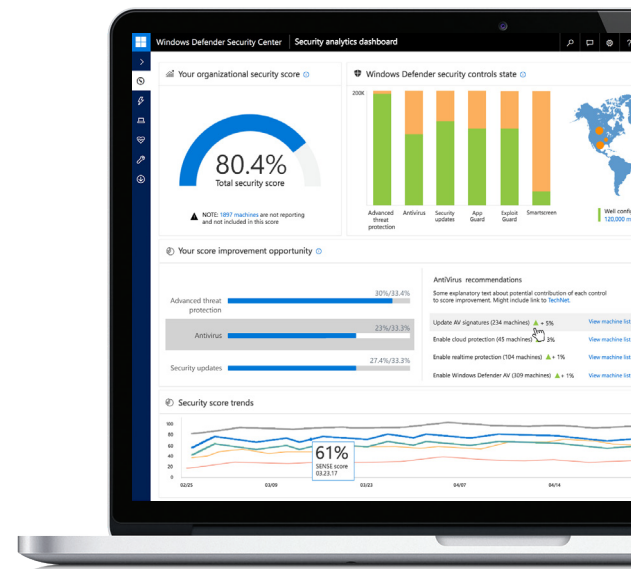 Windows Defender Security Center
Security analytics dashboard
?
Your organizational security score
80.4%
Total security score
NOTE: 1897 machines are not reporting
and not included in this score
Windows Defender security controls state
200K
Advanced
threat
protection
Antivirus
Security
updates
App
Guard
Exploit
Guard
Smartscreen
Well conf
120,000 m
Your score improvement opportunity
30%/33.4%
Advanced threat
protection
23%/33.3%
Antivirus
27.4%/33.3%
Security updates
AntiVirus recommendations
Some explanatory text about potential contribution of each control
to score improvement. Might include link to TechNet.
Update AV signatures (234 machines) + 5% View machine list
Enable cloud protection (45 machines) 3% View machine list
Enable realtime protection (104 machines) + 1% View machine list
Enable Windows Defender AV (309 machines) + 1% View machine list
Security score trends
100
80
60
40
20
0
61%
SENSE score
03.23.17
02/25 03/09 03/23 04/07 04/14